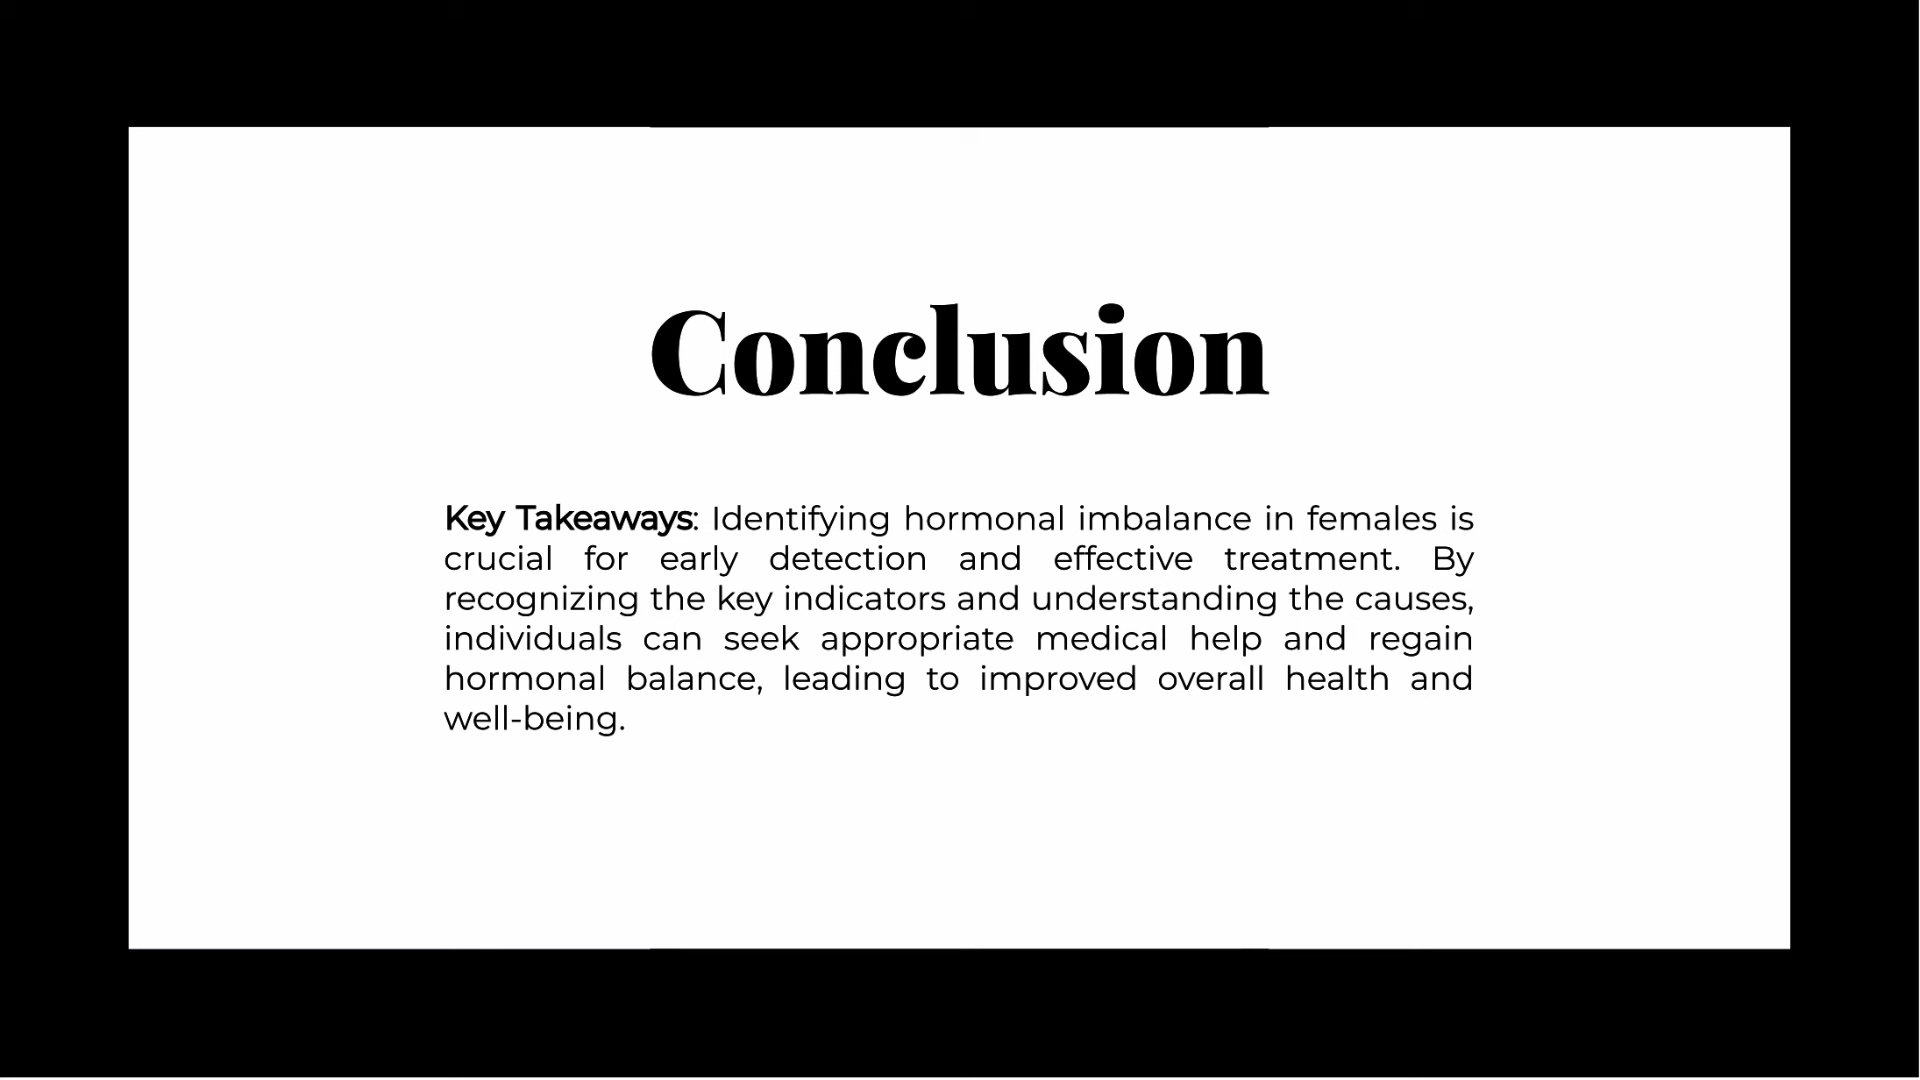 Conclusion
Key Takeaways: Identifying hormonal imbalance in females is
crucial for early detection and effective treatment. By
recognizing the key indicators and understanding the causes,
individuals can seek appropriate medical help and regain
hormonal balance, leading to improved overall health and
well-being.